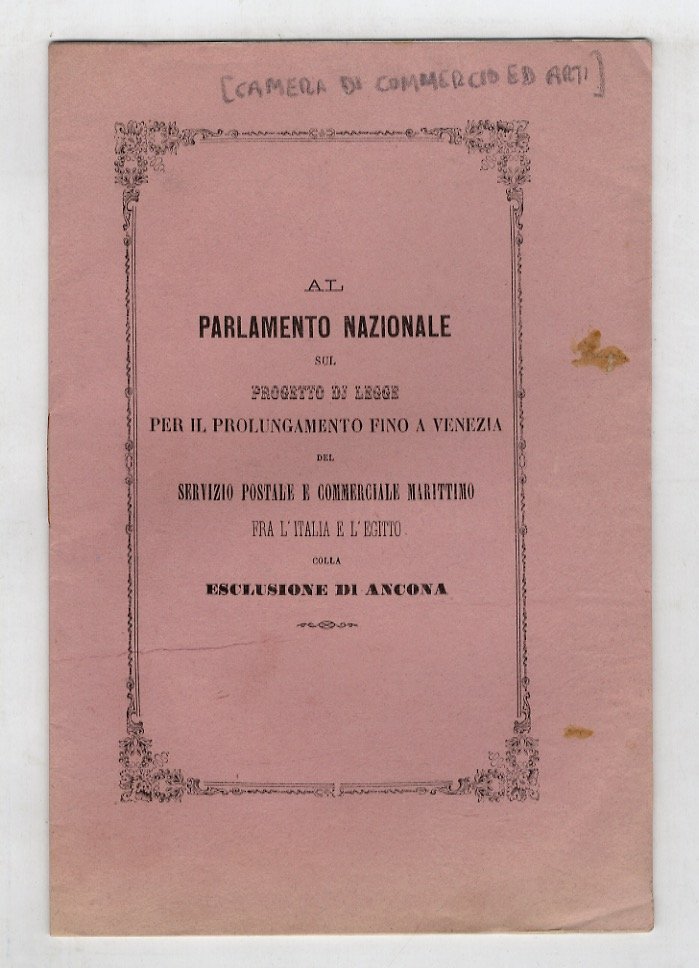 [CAMERA DI COMMERCIO ED ARTI]
AL
PARLAMENTO NAZIONALE
SUL
PROGETTO DI LEGGE
PER IL PROLUNGAMENTO FINO A VENEZIA
DEL
SERVIZIO POSTALE E COMMERCIALE MARITTIMO
FRA L'ITALIA E L'EGITTO
COLLA
ESCLUSIONE DI ANCONA